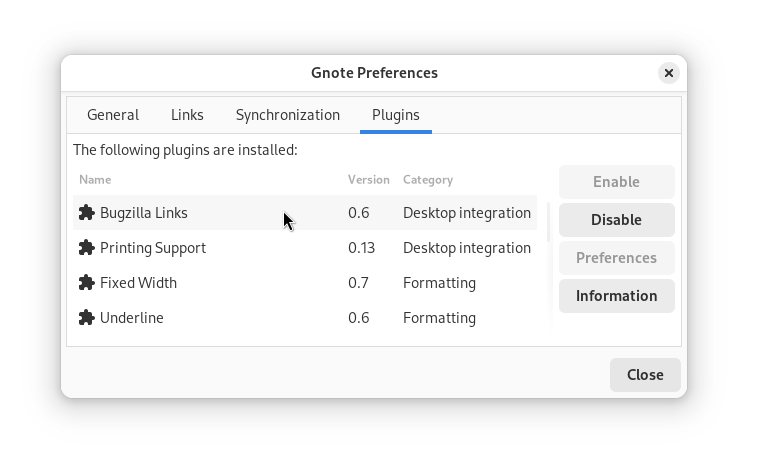 Gnote Preferences
General Links Synchronization Plugins
The following plugins are installed:
Name Version Category
Bugzilla Links 0.6 Desktop integration
Printing Support 0.13 Desktop integration
Fixed Width 0.7 Formatting
Underline 0.6 Formatting
Enable
Disable
Preferences
Information
Close